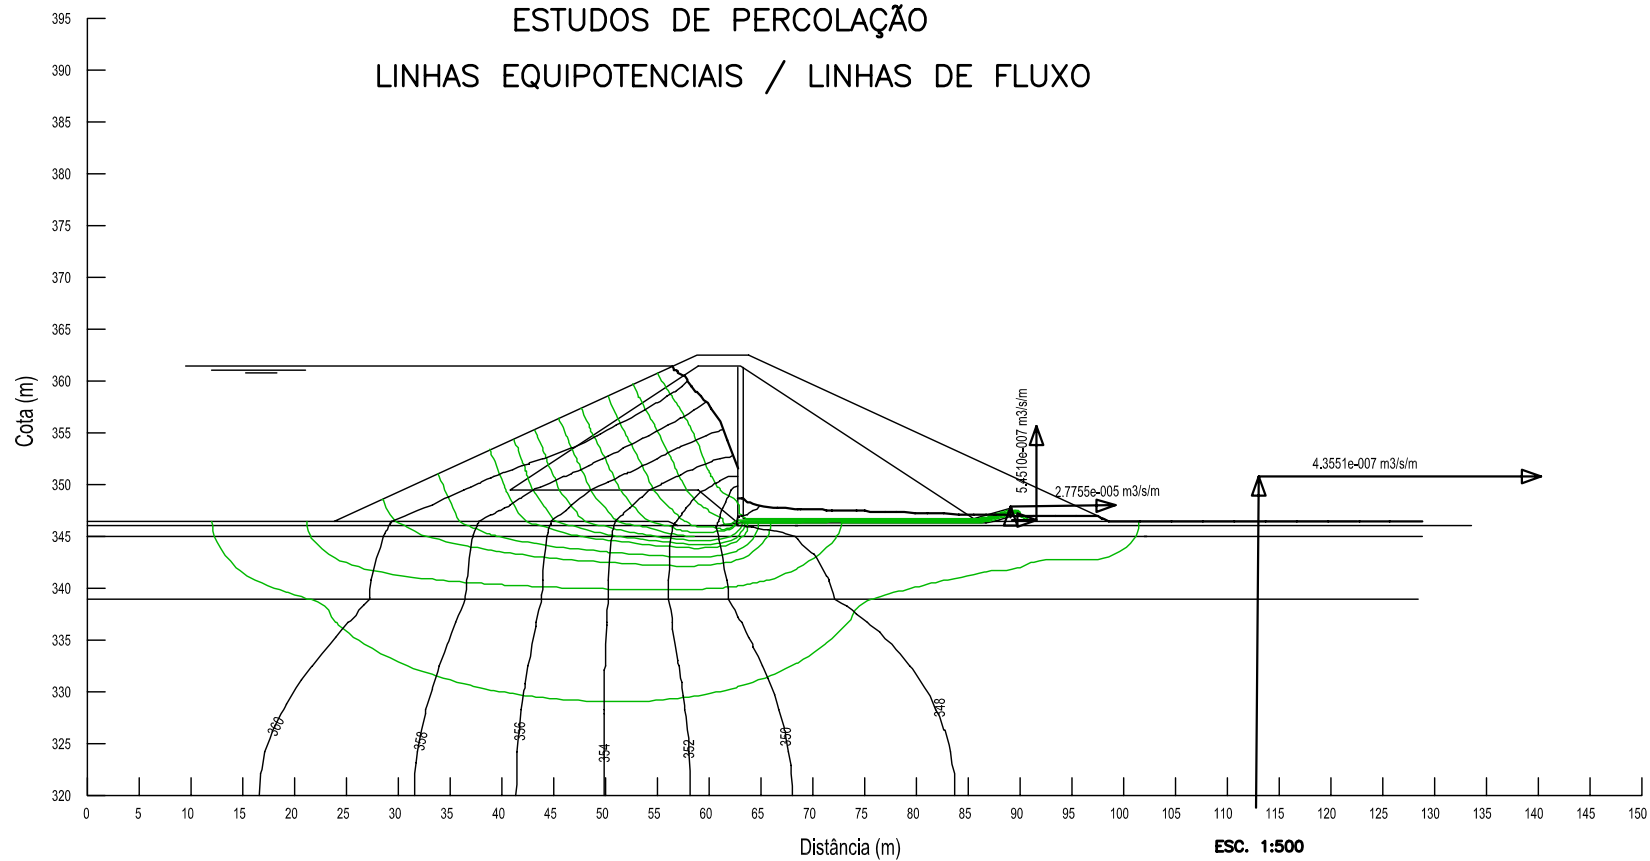 ESTUDOS DE PERCOLAÇÃO
LINHAS EQUIPOTENCIAIS / LINHAS DE FLUXO
Cota (m)
395
390
385
380
375
370
365
360
355
350
345
340
335
330
325
320
5.4510e-007 m3/s/m
2.7755e-005 m3/s/m
4.3551e-007 m3/s/m
360
358
356
354
352
350
348
0 5 10 15 20 25 30 35 40 45 50 55 60 65 70 75 80 85 90 95 100 105 110 115 120 125 130 135 140 145 150
Distância (m)
ESC. 1:500